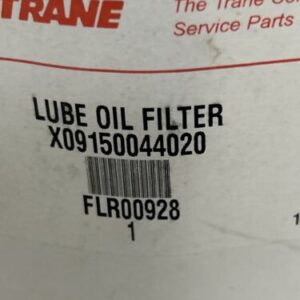 TRANE
The Trane
Service Parts
LUBE OIL FILTER
X09150044020
FLR00928
1